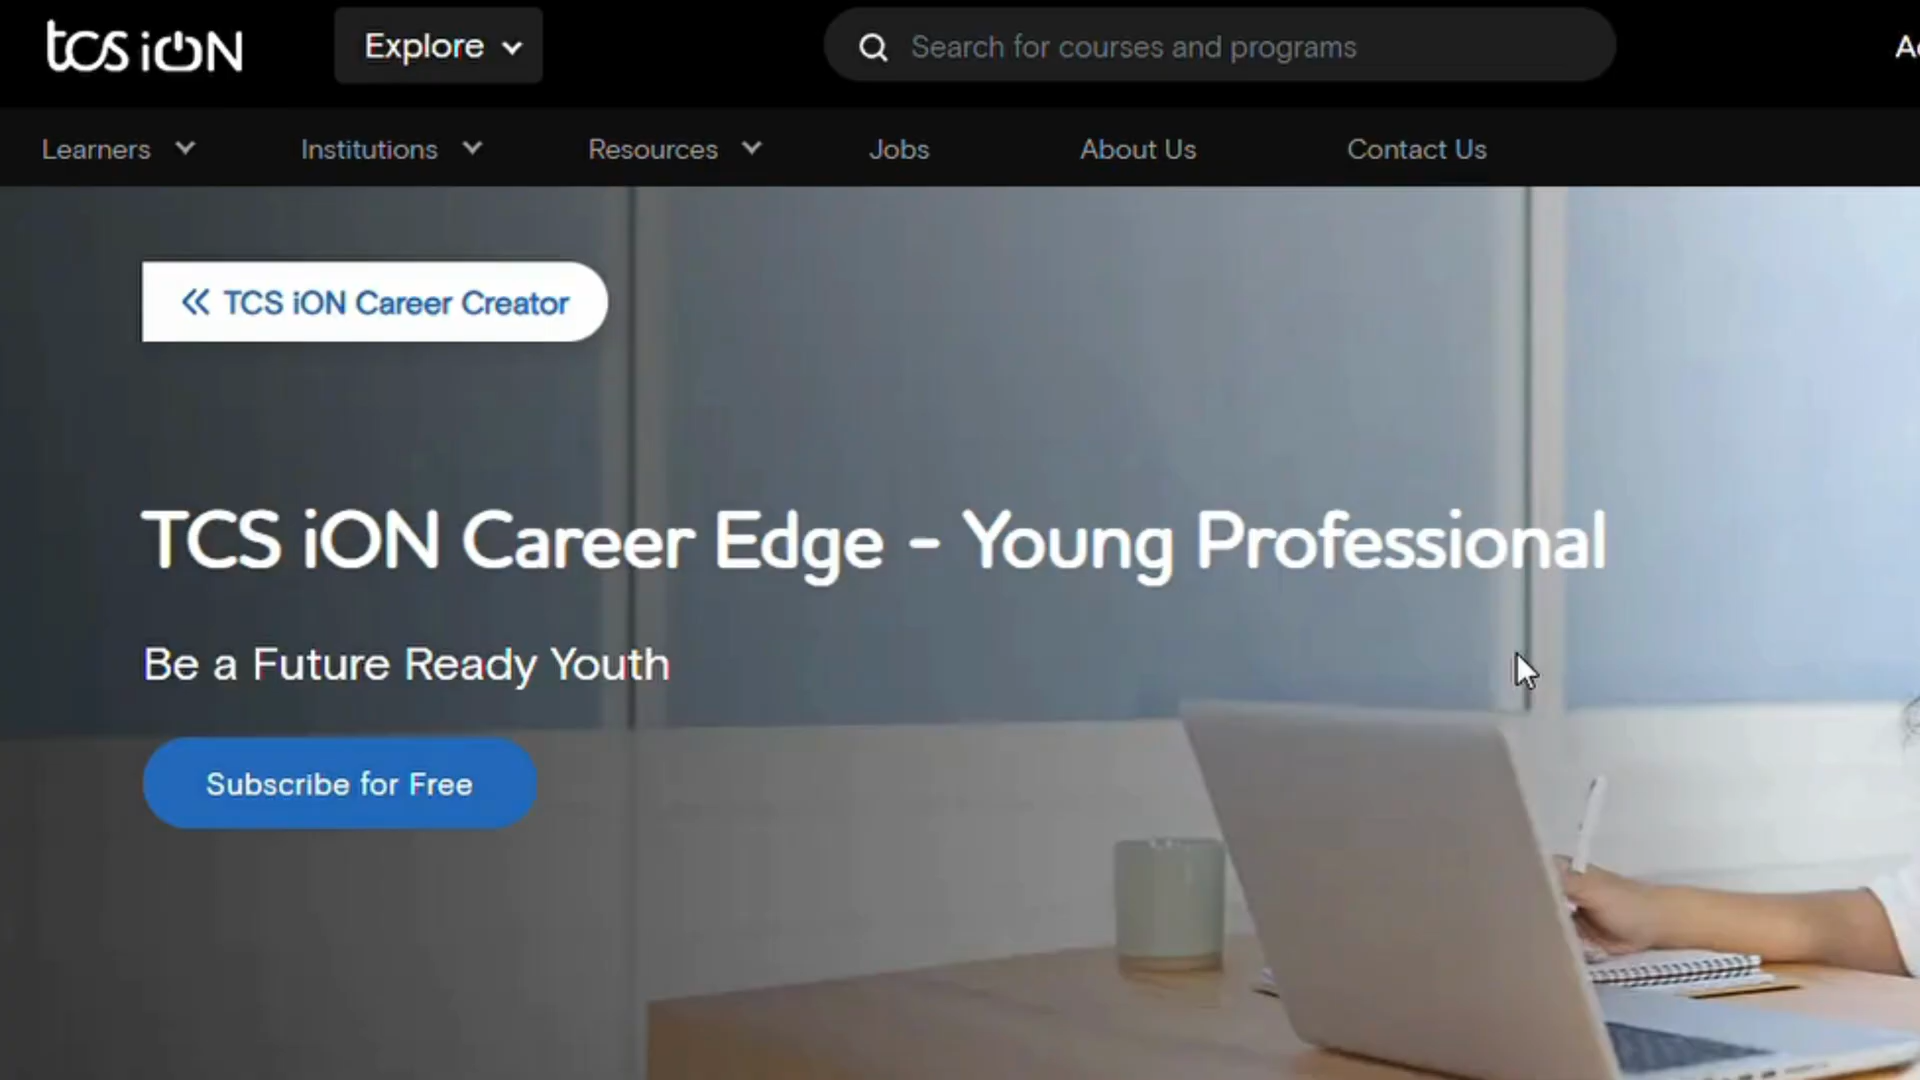 tcs iON
Explore
Search for courses and programs
Learners
Institutions
Resources
Jobs
About Us
Contact Us
TCS iON Career Creator
TCS iON Career Edge - Young Professional
Be a Future Ready Youth
Subscribe for Free